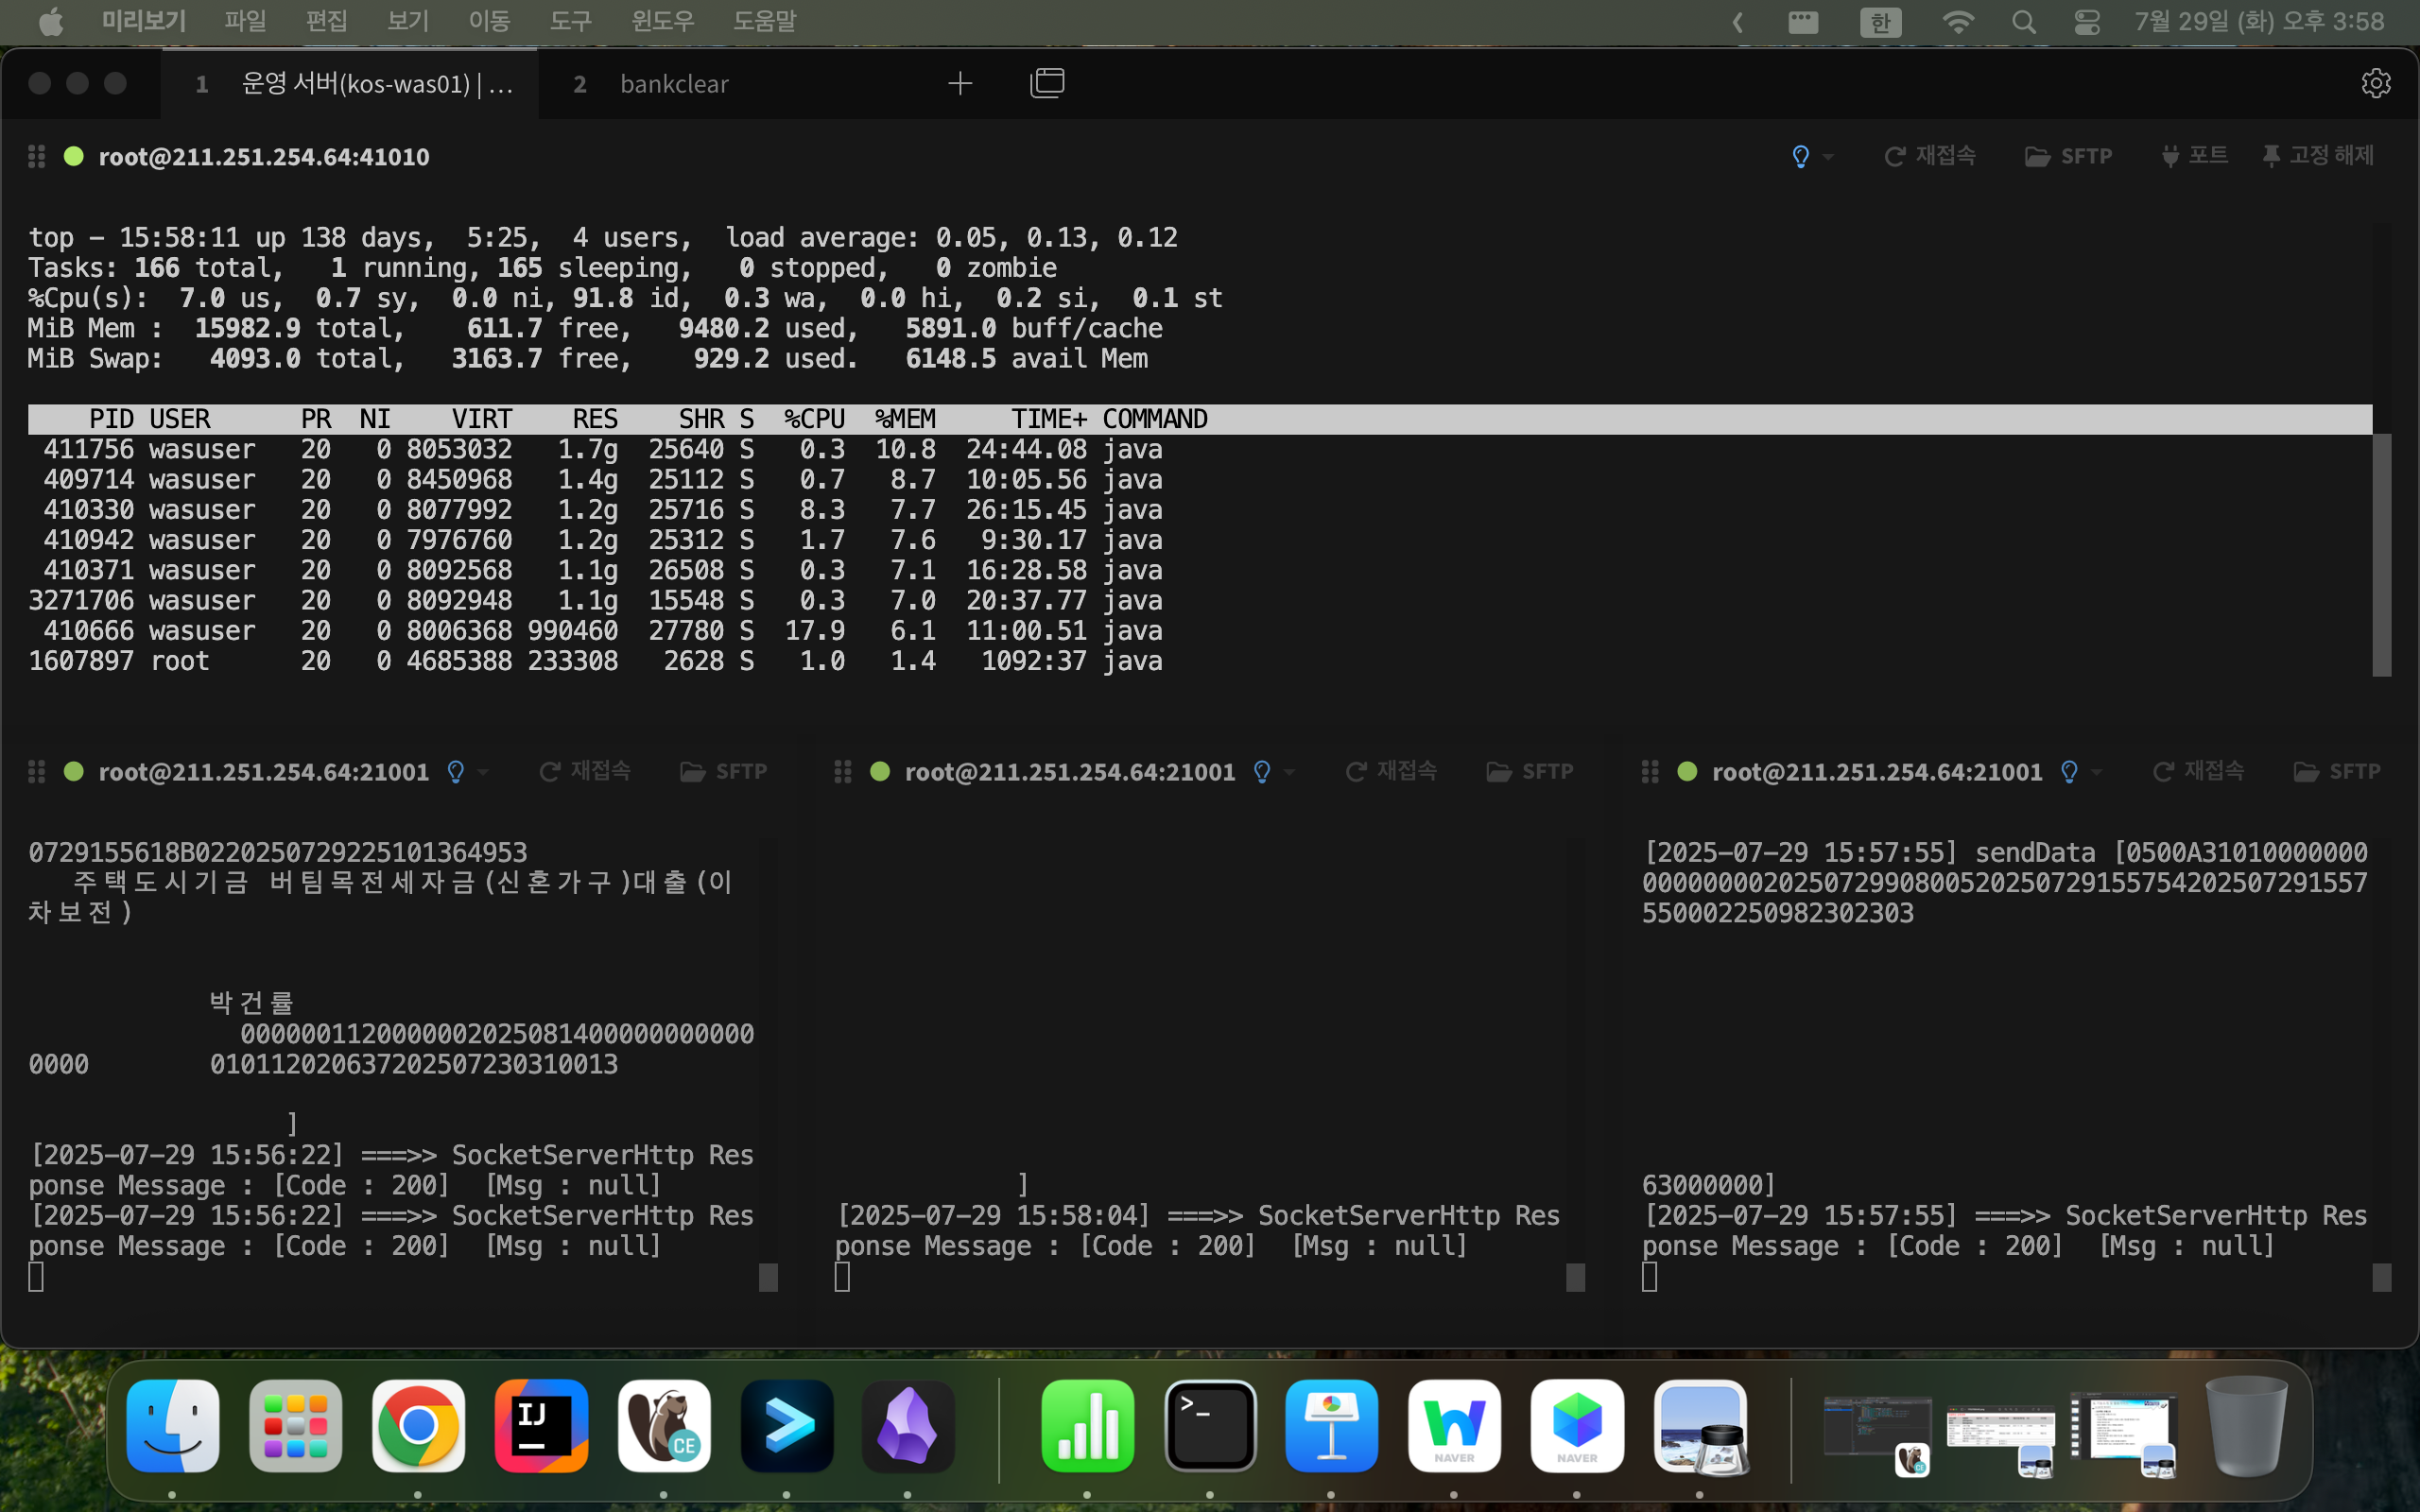 미리보기 파일 편집 보기 이동 도구 윈도우 도움말 한 7월 29일 (화) 오후 3:58
1 운영 서버(kos-was01) | ... 2 bankclear
root@211.251.254.64:41010 재접속 SFTP 포트 고정 해제
top - 15:58:11 up 138 days, 5:25, 4 users, load average: 0.05, 0.13, 0.12
Tasks: 166 total, 1 running, 165 sleeping, 0 stopped, 0 zombie
%Cpu(s): 7.0 us, 0.7 sy, 0.0 ni, 91.8 id, 0.3 wa, 0.0 hi, 0.2 si, 0.1 st
MiB Mem : 15982.9 total, 611.7 free, 9480.2 used, 5891.0 buff/cache
MiB Swap: 4093.0 total, 3163.7 free, 929.2 used. 6148.5 avail Mem
PID USER PR NI VIRT RES SHR S %CPU %MEM TIME+ COMMAND
411756 wasuser 20 0 8053032 1.7g 25640 S 0.3 10.8 24:44.08 java
409714 wasuser 20 0 8450968 1.4g 25112 S 0.7 8.7 10:05.56 java
410330 wasuser 20 0 8077992 1.2g 25716 S 8.3 7.7 26:15.45 java
410942 wasuser 20 0 7976760 1.2g 25312 S 1.7 7.6 9:30.17 java
410371 wasuser 20 0 8092568 1.1g 26508 S 0.3 7.1 16:28.58 java
3271706 wasuser 20 0 8092948 1.1g 15548 S 0.3 7.0 20:37.77 java
410666 wasuser 20 0 8006368 990460 27780 S 17.9 6.1 11:00.51 java
1607897 root 20 0 4685388 233308 2628 S 1.0 1.4 1092:37 java
root@211.251.254.64:21001 재접속 SFTP
0729155618B0220250729225101364953
주택도시기금 버팀목전세자금(신혼가구)대출(이
차보전)
박건률
0000001120000002025081400000000000
0000 010112020637202507230310013
]
[2025-07-29 15:56:22] ===>> SocketServerHttp Res
ponse Message : [Code : 200] [Msg : null]
[2025-07-29 15:56:22] ===>> SocketServerHttp Res
ponse Message : [Code : 200] [Msg : null]
root@211.251.254.64:21001 재접속 SFTP
]
[2025-07-29 15:58:04] ===>> SocketServerHttp Res
ponse Message : [Code : 200] [Msg : null]
root@211.251.254.64:21001 재접속 SFTP
[2025-07-29 15:57:55] sendData [0500A31010000000
000000002025072990800520250729155754202507291557
550002250982302303
63000000]
[2025-07-29 15:57:55] ===>> SocketServerHttp Res
ponse Message : [Code : 200] [Msg : null]
IJ CE >_ NAVER NAVER